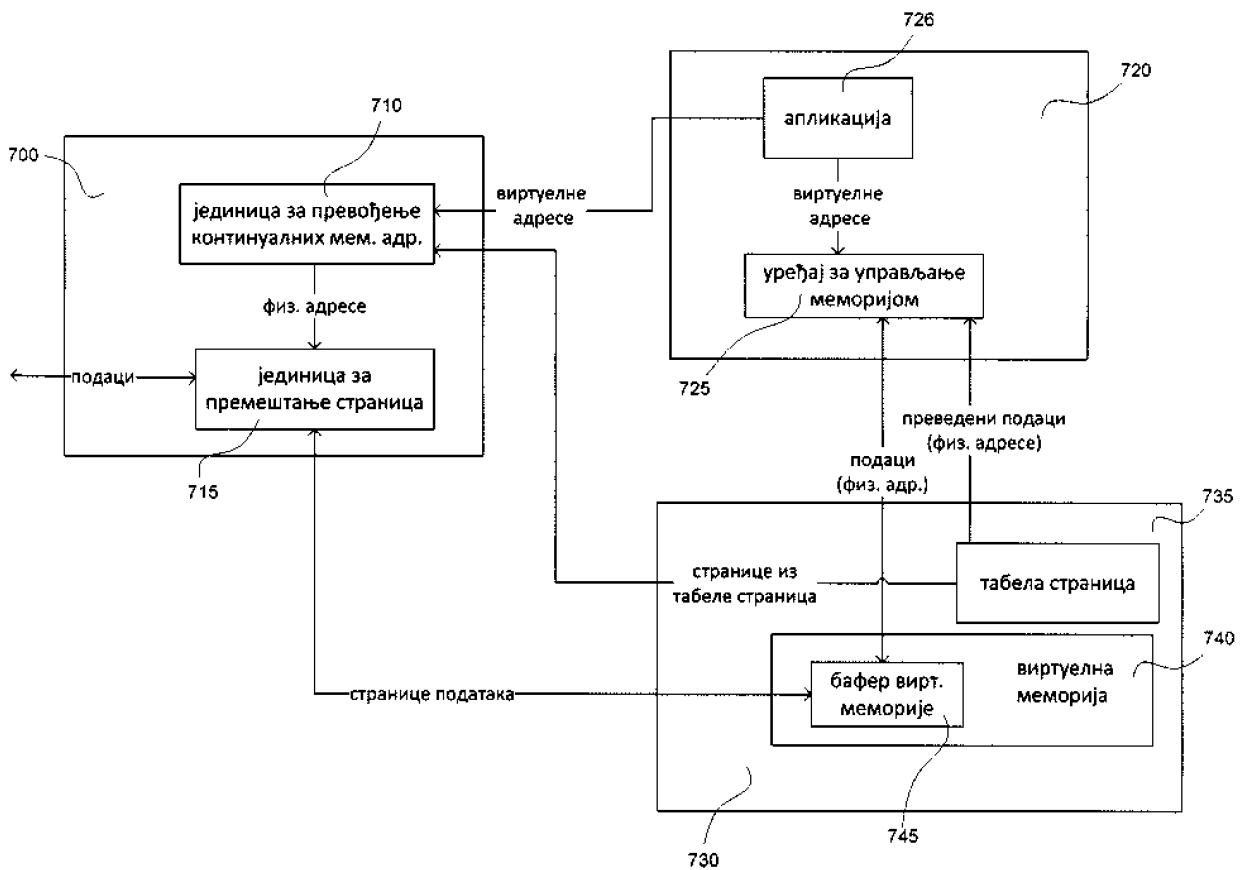 726
720
апликација
710
700
јединица за превођење
континуалних мем. адр.
виртуелне
адресе
виртуелне
адресе
уређај за управљање
меморијом
физ. адресе
725
подаци
јединица за
премештање страница
715
преведени подаци
(физ. адресе)
подаци
(физ. адр.)
735
странице из
табеле страница
табела страница
740
виртуелна
меморија
бафер вирт.
меморије
странице података
745
730